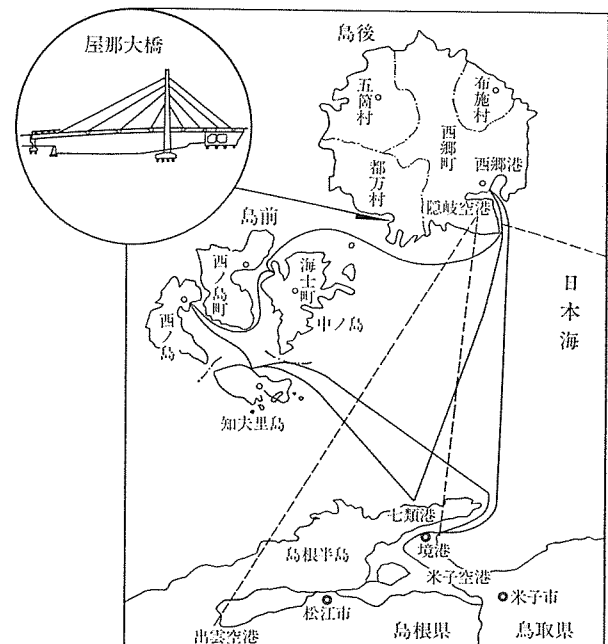 屋那大橋
島後
五箇村
布施村
西郷町
西郷港
都万村
隠岐空港
島前
西ノ島町
海士町
中ノ島
西ノ島
知夫里島
日本海
七類港
島根半島
境港
米子空港
松江市
米子市
出雲空港
島根県
鳥取県